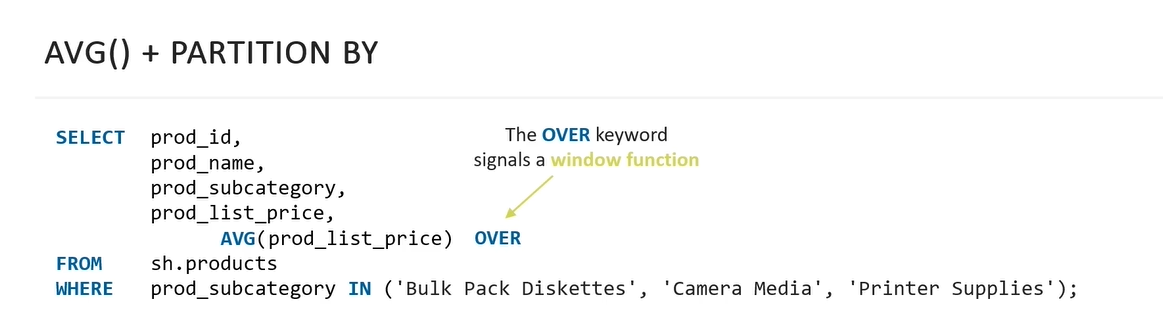 AVG() + PARTITION BY
SELECT prod_id,
The OVER keyword
prod_name,
signals a window function
prod_subcategory,
prod_list_price,
AVG(prod_list_price) OVER
FROM sh.products
WHERE prod_subcategory IN ('Bulk Pack Diskettes', 'Camera Media', 'Printer Supplies');